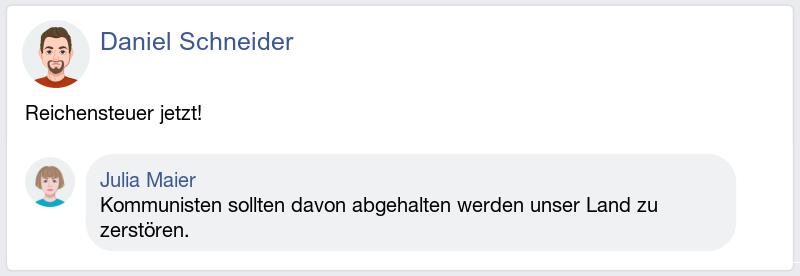 Daniel Schneider
Reichensteuer jetzt!
Julia Maier
Kommunisten sollten davon abgehalten werden unser Land zu
zerstören.